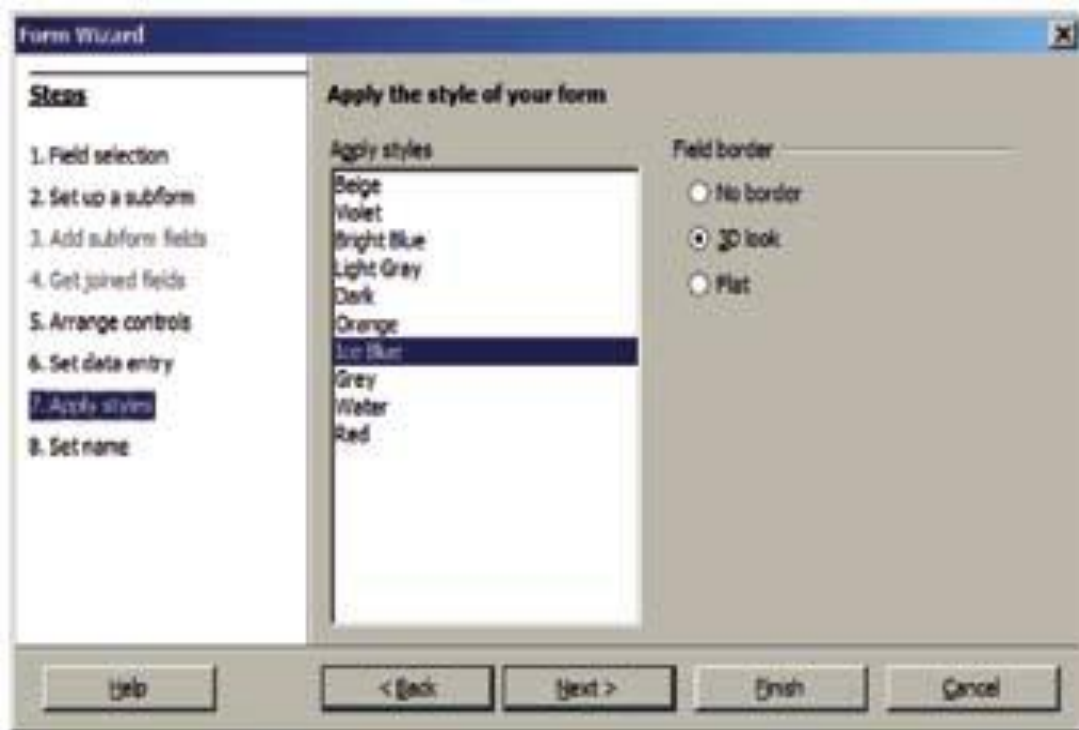 Form Wizard
Steps
1. Field selection
2. Set up a subform
3. Add subform fields
4. Get joined fields
5. Arrange controls
6. Set data entry
7. Apply styles
8. Set name
Apply the style of your form
Apply styles
Beige
Violet
Bright Blue
Light Gray
Dark
Orange
Ice Blue
Grey
Water
Red
Field border
No border
3D look
Flat
Help
< Back
Next >
Finish
Cancel